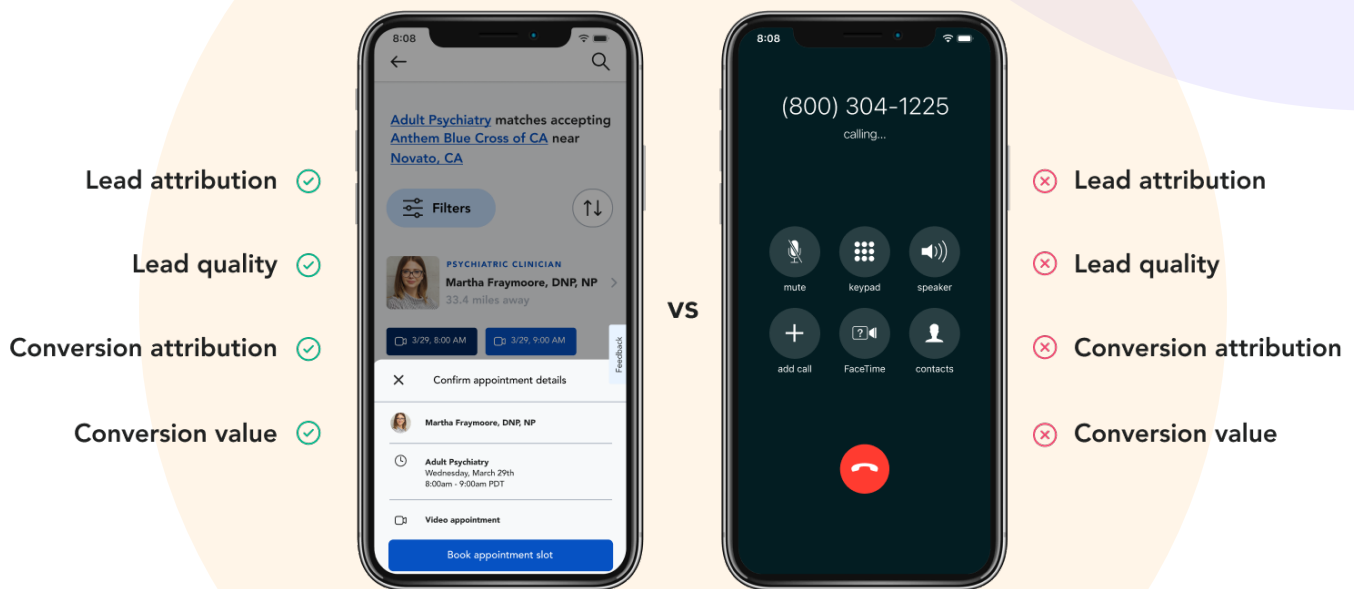 Lead attribution
Lead quality
Conversion attribution
Conversion value
8:08
Adult Psychiatry matches accepting
Anthem Blue Cross of CA near
Novato, CA
Filters
PSYCHIATRIC CLINICIAN
Martha Fraymoore, DNP, NP
33.4 miles away
3/29, 8:00 AM
3/29, 9:00 AM
Feedback
Confirm appointment details
Martha Fraymoore, DNP, NP
Adult Psychiatry
Wednesday, March 29th
8:00am - 9:00am PDT
Video appointment
Book appointment slot
vs
8:08
(800) 304-1225
calling...
mute
keypad
speaker
add call
FaceTime
contacts
Lead attribution
Lead quality
Conversion attribution
Conversion value